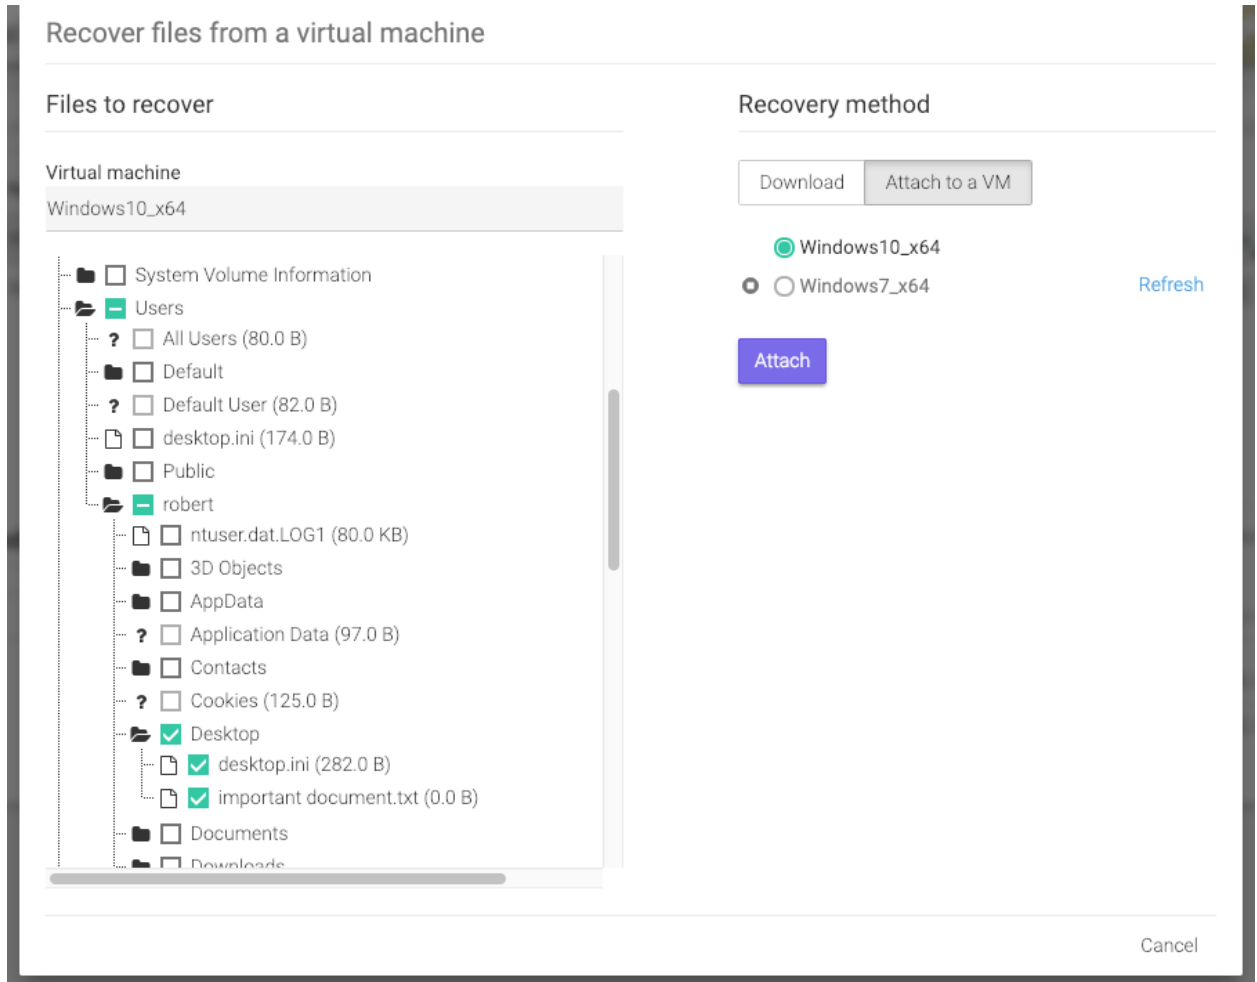 Recover files from a virtual machine
Files to recover
Virtual machine
Windows10_x64
System Volume Information
Users
? All Users (80.0 B)
Default
? Default User (82.0 B)
desktop.ini (174.0 B)
Public
robert
ntuser.dat.LOG1 (80.0 KB)
3D Objects
AppData
? Application Data (97.0 B)
Contacts
? Cookies (125.0 B)
Desktop
desktop.ini (282.0 B)
important document.txt (0.0 B)
Documents
Downloads
Recovery method
Download
Attach to a VM
Windows10_x64
Windows7_x64
Refresh
Attach
Cancel